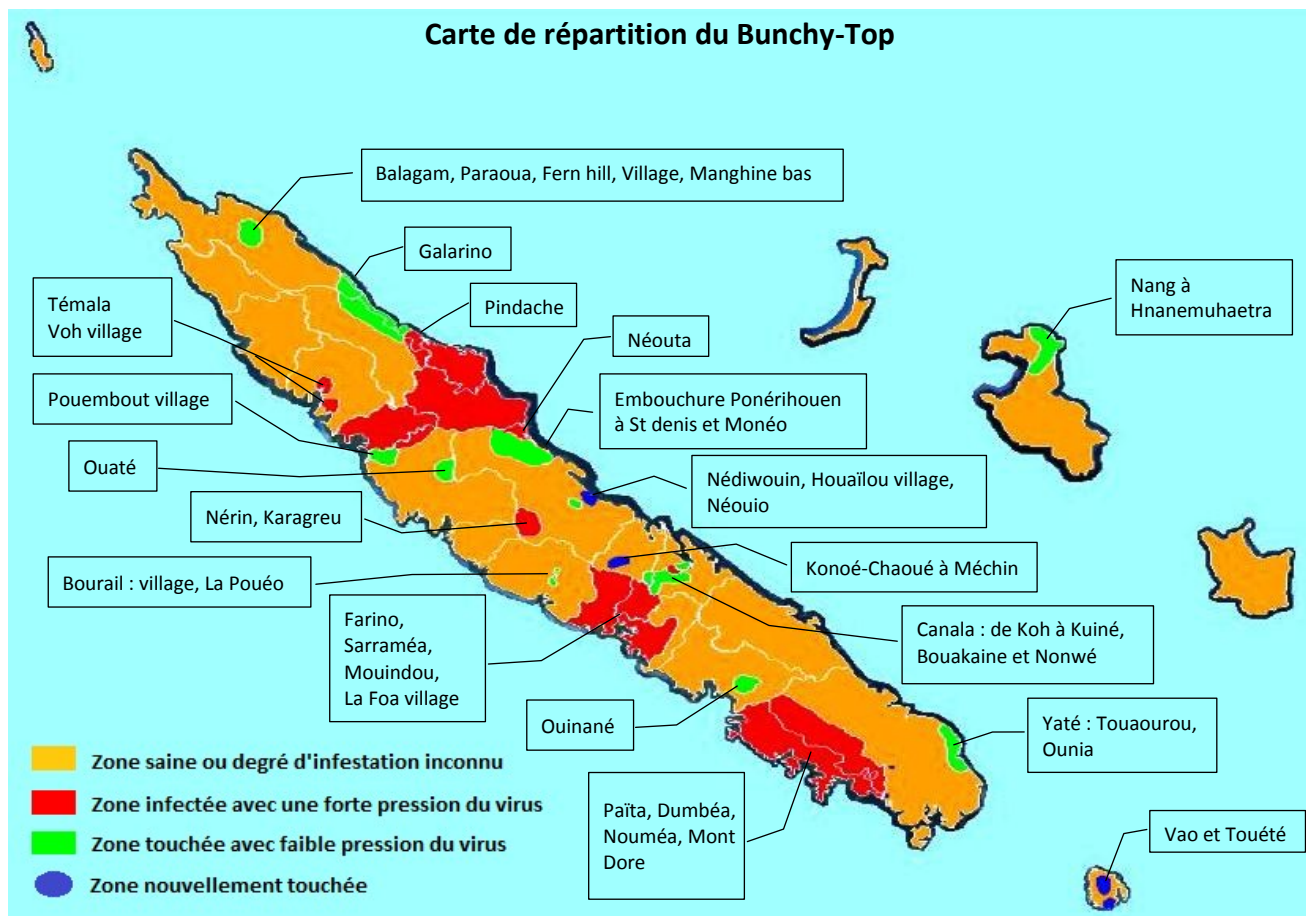 Carte de répartition du Bunchy-Top
Balagam, Paraoua, Fern hill, Village, Manghine bas
Galarino
Témala
Voh village
Pindache
Nang à
Hnanemuhaetra
Néouta
Pouembout village
Embouchure Ponérihouen
à St denis et Monéo
Ouaté
Nédiwouin, Houaïlou village,
Néouio
Nérin, Karagreu
Konoé-Chaoué à Méchin
Bourail : village, La Pouéo
Farino,
Sarraméa,
Mouindou,
La Foa village
Canala : de Koh à Kuiné,
Bouakaine et Nonwé
Ouinané
Yaté : Touaourou,
Ounia
Païta, Dumbéa,
Nouméa, Mont
Dore
Vao et Touété
Zone saine ou degré d'infestation inconnu
Zone infectée avec une forte pression du virus
Zone touchée avec faible pression du virus
Zone nouvellement touchée